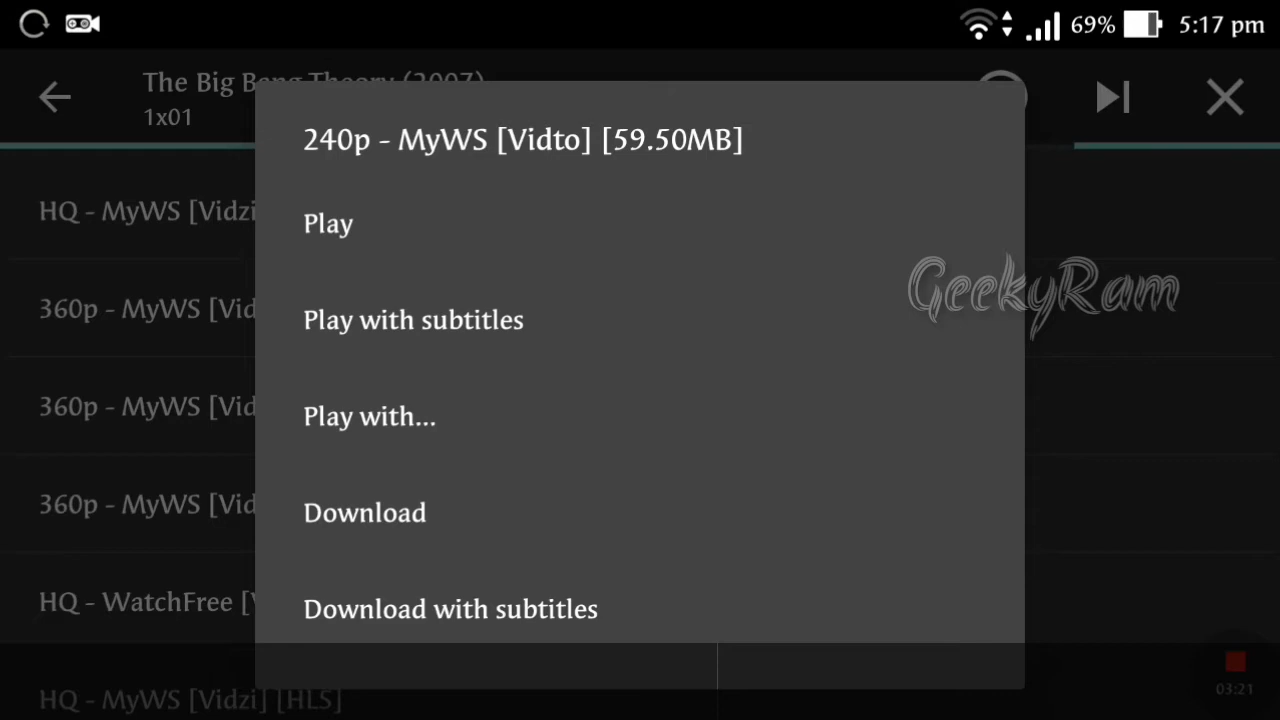 69% 5:17 pm
The Big Bang Theory (2007)
1x01
240p - MyWS [Vidto] [59.50MB]
HQ - MyWS [Vidzi
Play
GeekyRam
360p - MyWS [Vid
Play with subtitles
360p - MyWS [Vid
Play with...
360p - MyWS [Vid
Download
HQ - WatchFree [V
Download with subtitles
HQ - MyWS [Vidzi] [HLS]
03:21